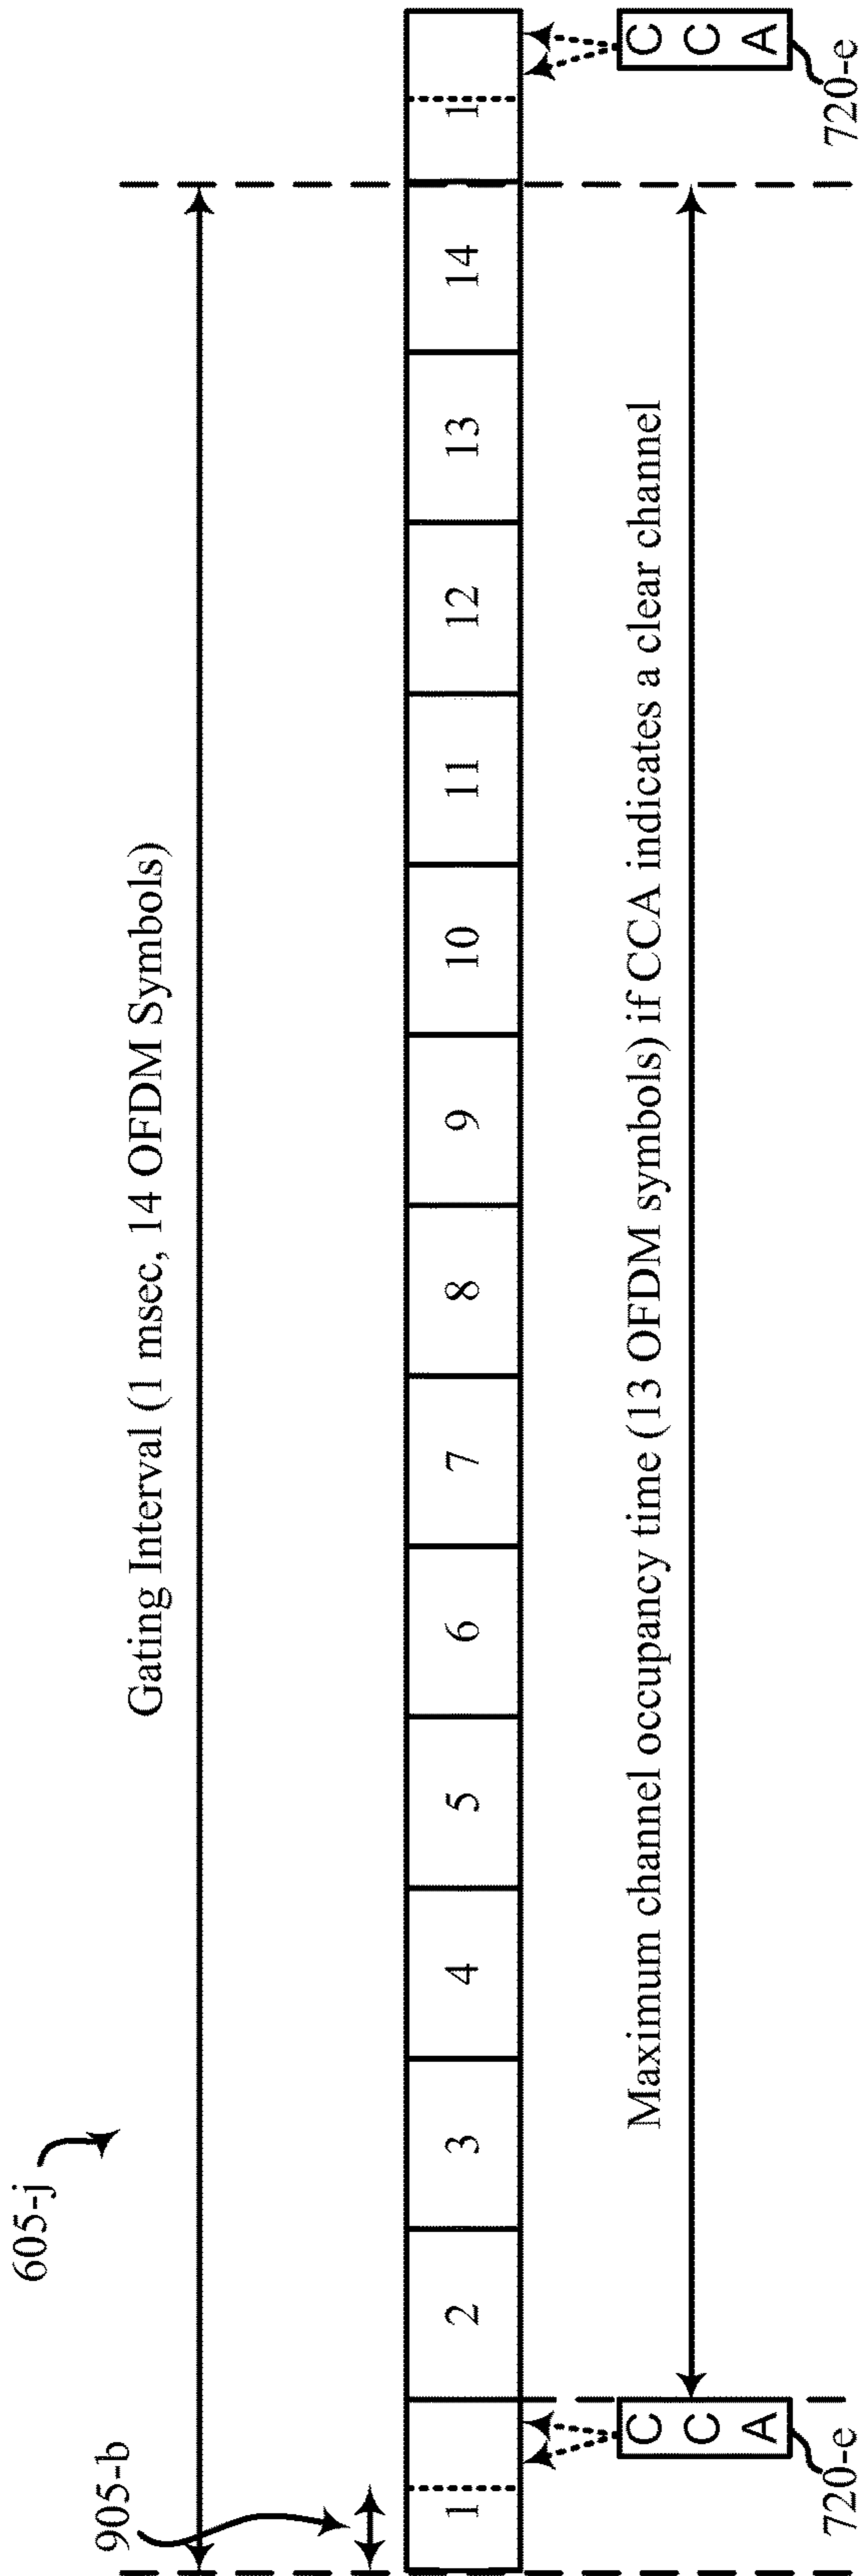 605-j
Gating Interval (1 msec, 14 OFDM Symbols)
905-b
1 2 3 4 5 6 7 8 9 10 11 12 13 14 1
Maximum channel occupancy time (13 OFDM symbols) if CCA indicates a clear channel
C C A
C C A
720-e
720-e